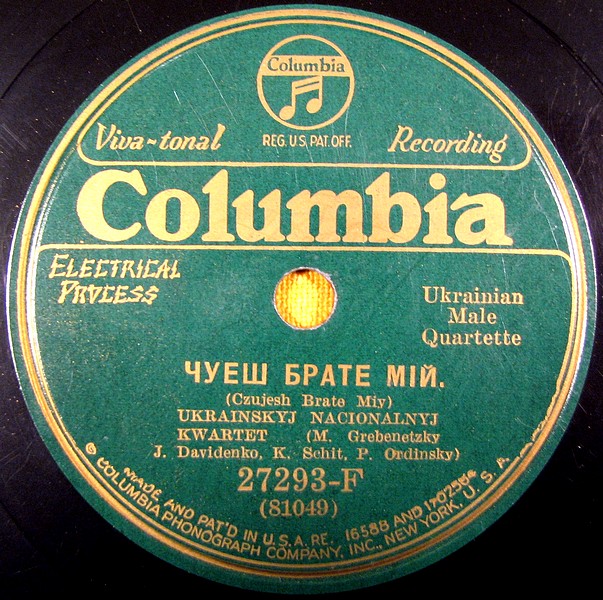 Columbia
Viva-tonal REG. U.S. PAT. OFF. Recording
Columbia
ELECTRICAL
PROCESS
Ukrainian
Male
Quartette
ЧУЕШ БРАТЕ МІЙ.
(Czujesh Brate Miy)
UKRAINSKYJ NACIONALNYJ
KWARTET (M. Grebenetzky
J. Davidenko, K. Schit, P. Ordinsky)
27293-F
(81049)
MADE AND PAT'D IN U.S.A. RE. 16588 AND 1702564
© COLUMBIA PHONOGRAPH COMPANY, INC., NEW YORK, U. S. A.